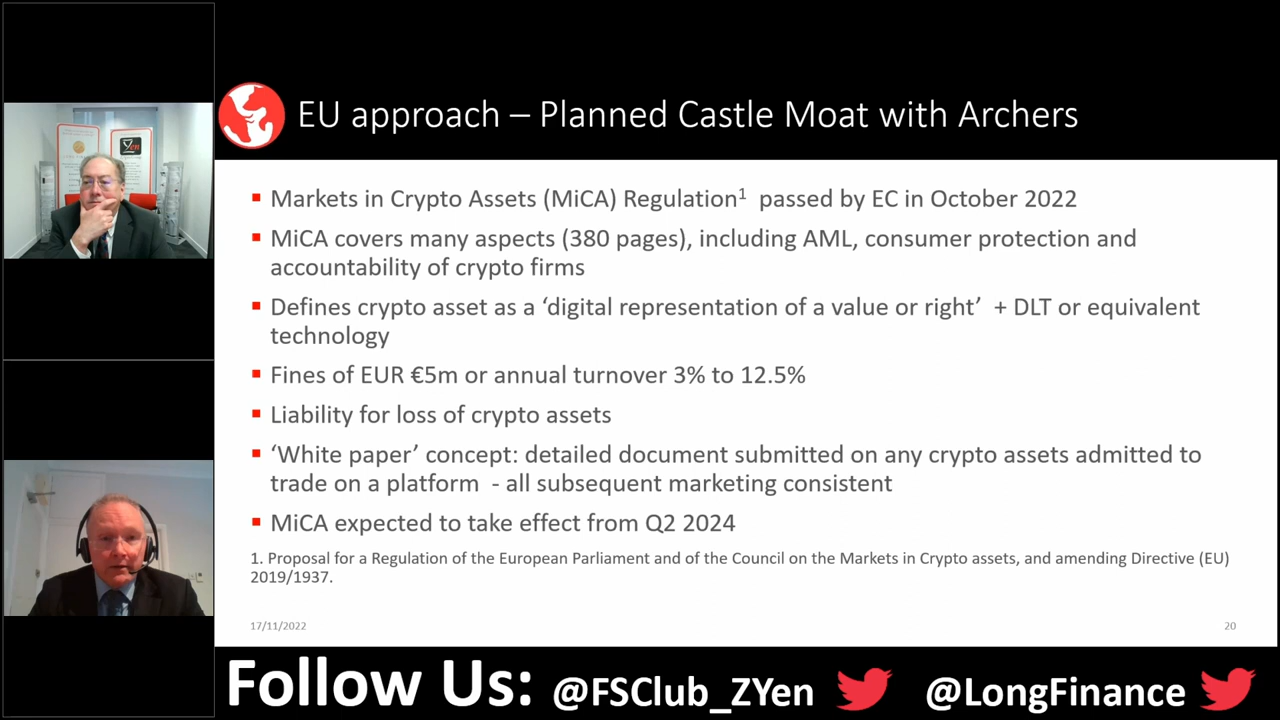 EU approach – Planned Castle Moat with Archers
Markets in Crypto Assets (MiCA) Regulation1 passed by EC in October 2022
MiCA covers many aspects (380 pages), including AML, consumer protection and
accountability of crypto firms
Defines crypto asset as a ‘digital representation of a value or right’ + DLT or equivalent
technology
Fines of EUR €5m or annual turnover 3% to 12.5%
Liability for loss of crypto assets
‘White paper’ concept: detailed document submitted on any crypto assets admitted to
trade on a platform - all subsequent marketing consistent
MiCA expected to take effect from Q2 2024
1. Proposal for a Regulation of the European Parliament and of the Council on the Markets in Crypto assets, and amending Directive (EU)
2019/1937.
17/11/2022
20
Follow Us: @FSClub_ZYen @LongFinance